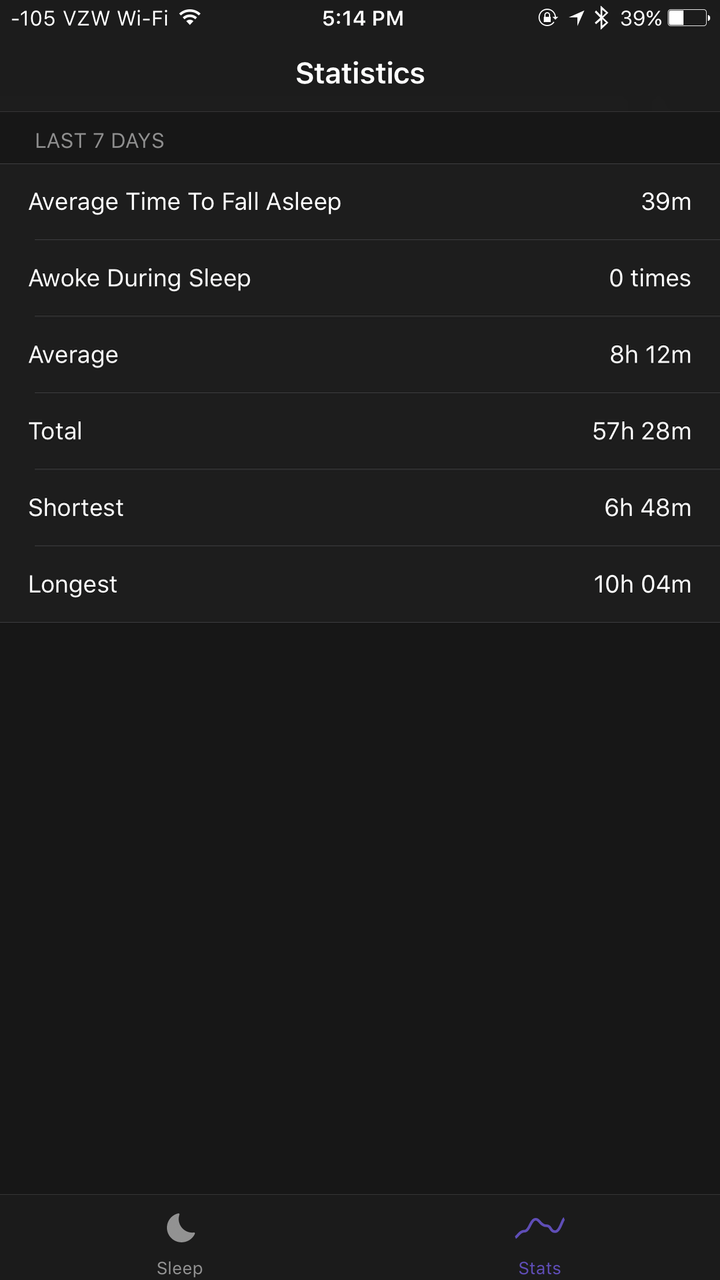 -105 VZW Wi-Fi 5:14 PM 39%
Statistics
LAST 7 DAYS
Average Time To Fall Asleep 39m
Awoke During Sleep 0 times
Average 8h 12m
Total 57h 28m
Shortest 6h 48m
Longest 10h 04m
Sleep Stats